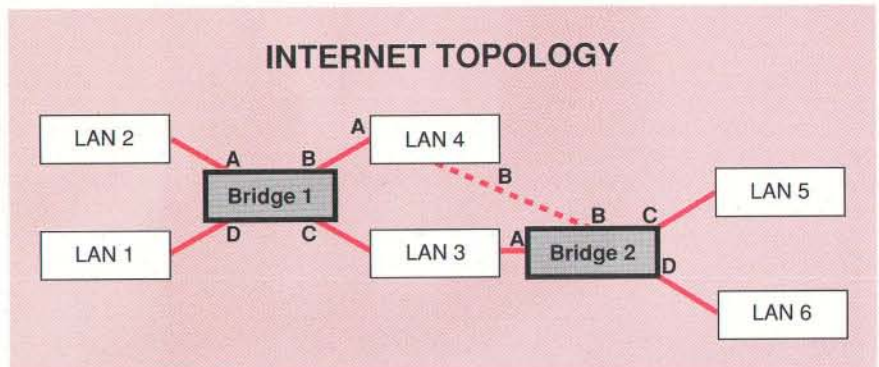 INTERNET TOPOLOGY
LAN 2
A
B
A
LAN 4
Bridge 1
B
LAN 5
LAN 1
D
C
LAN 3
A
B
C
Bridge 2
D
LAN 6